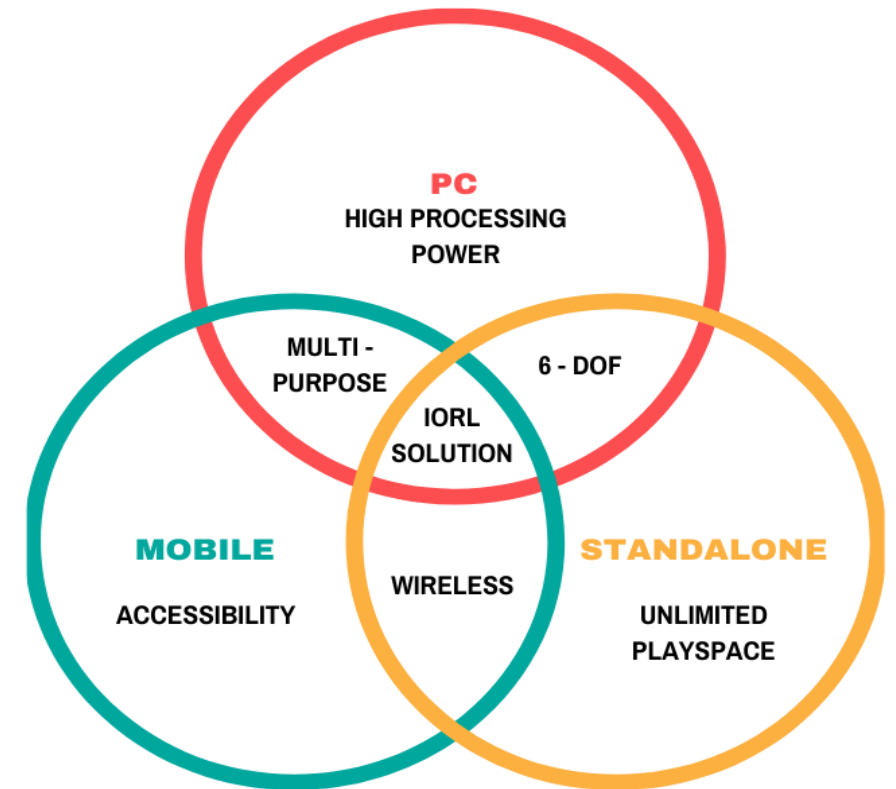 PC
HIGH PROCESSING
POWER
MULTI -
PURPOSE
6 - DOF
IORL
SOLUTION
MOBILE
ACCESSIBILITY
WIRELESS
STANDALONE
UNLIMITED
PLAYSPACE